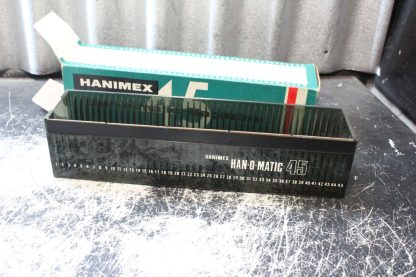 HANIMEX
45
HANIMEX
HAN-O-MATIC 45
1 2 3 4 5 6 7 8 9 10 11 12 13 14 15 16 17 18 19 20 21 22 23 24 25 26 27 28 29 30 31 32 33 34 35 36 37 38 39 40 41 42 43 44 45